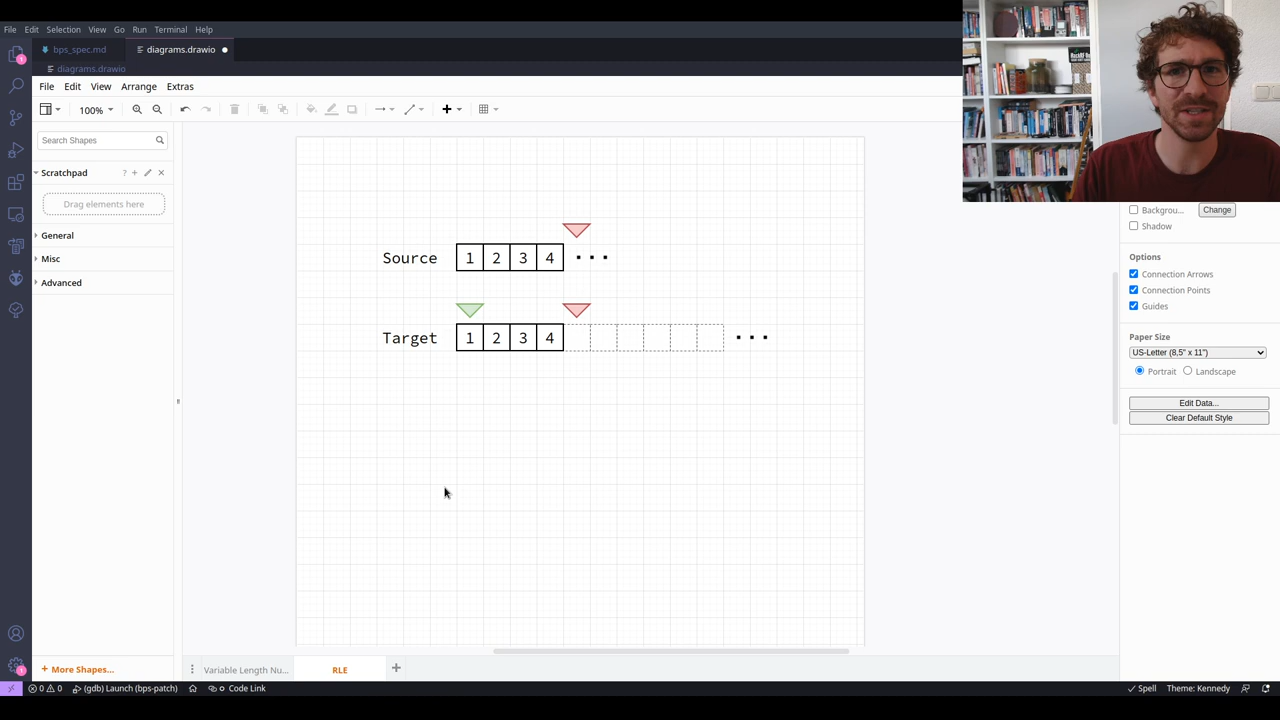 File Edit Selection View Go Run Terminal Help
bps_spec.md diagrams.drawio
diagrams.drawio
File Edit View Arrange Extras
100%
Search Shapes
Scratchpad ? + ×
Drag elements here
General
Misc
Advanced
Source 1 2 3 4 ...
Target 1 2 3 4 ...
Backgrou... Change
Shadow
Options
Connection Arrows
Connection Points
Guides
Paper Size
US-Letter (8,5" x 11")
Portrait Landscape
Edit Data...
Clear Default Style
+ More Shapes...
Variable Length Nu... RLE +
0 0 (gdb) Launch (bps-patch) 0 Code Link Spell Theme: Kennedy